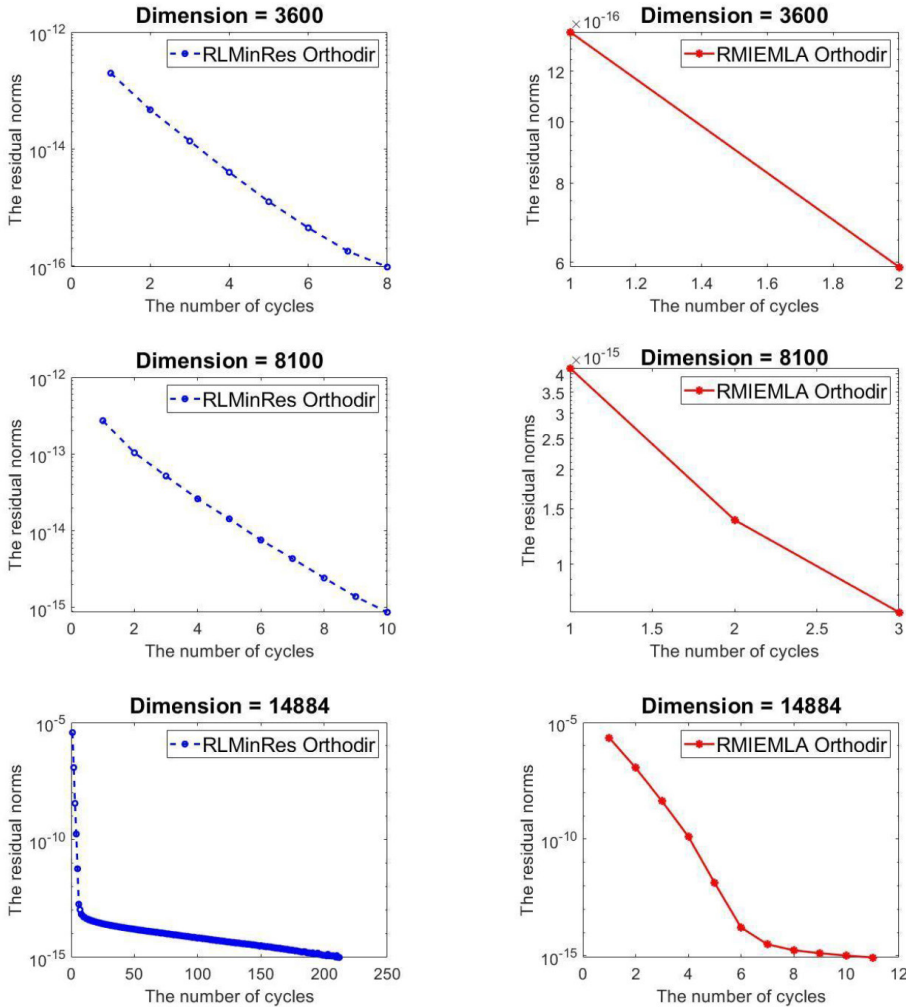 Dimension = 3600
10^-12
10^-14
10^-16
The residual norms
RLMinRes Orthodir
0 2 4 6 8
The number of cycles
Dimension = 3600
× 10^-16
14
12
10
8
6
The residual norms
RMIEMLA Orthodir
1 1.2 1.4 1.6 1.8 2
The number of cycles
Dimension = 8100
10^-12
10^-13
10^-14
10^-15
The residual norms
RLMinRes Orthodir
0 2 4 6 8 10
The number of cycles
Dimension = 8100
× 10^-15
4
3.5
3
2.5
2
1.5
1
The residual norms
RMIEMLA Orthodir
1 1.5 2 2.5 3
The number of cycles
Dimension = 14884
10^-5
10^-10
10^-15
The residual norms
RLMinRes Orthodir
0 50 100 150 200 250
The number of cycles
Dimension = 14884
10^-5
10^-10
10^-15
The residual norms
RMIEMLA Orthodir
0 2 4 6 8 10 12
The number of cycles